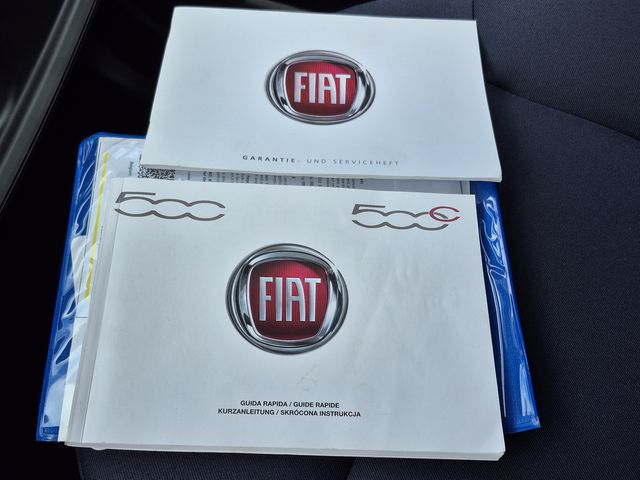 FIAT
GARANTIE- UND SERVICEHEFT
500 500C
FIAT
GUIDA RAPIDA / GUIDE RAPIDE
KURZANLEITUNG / SKRÓCONA INSTRUKCJA